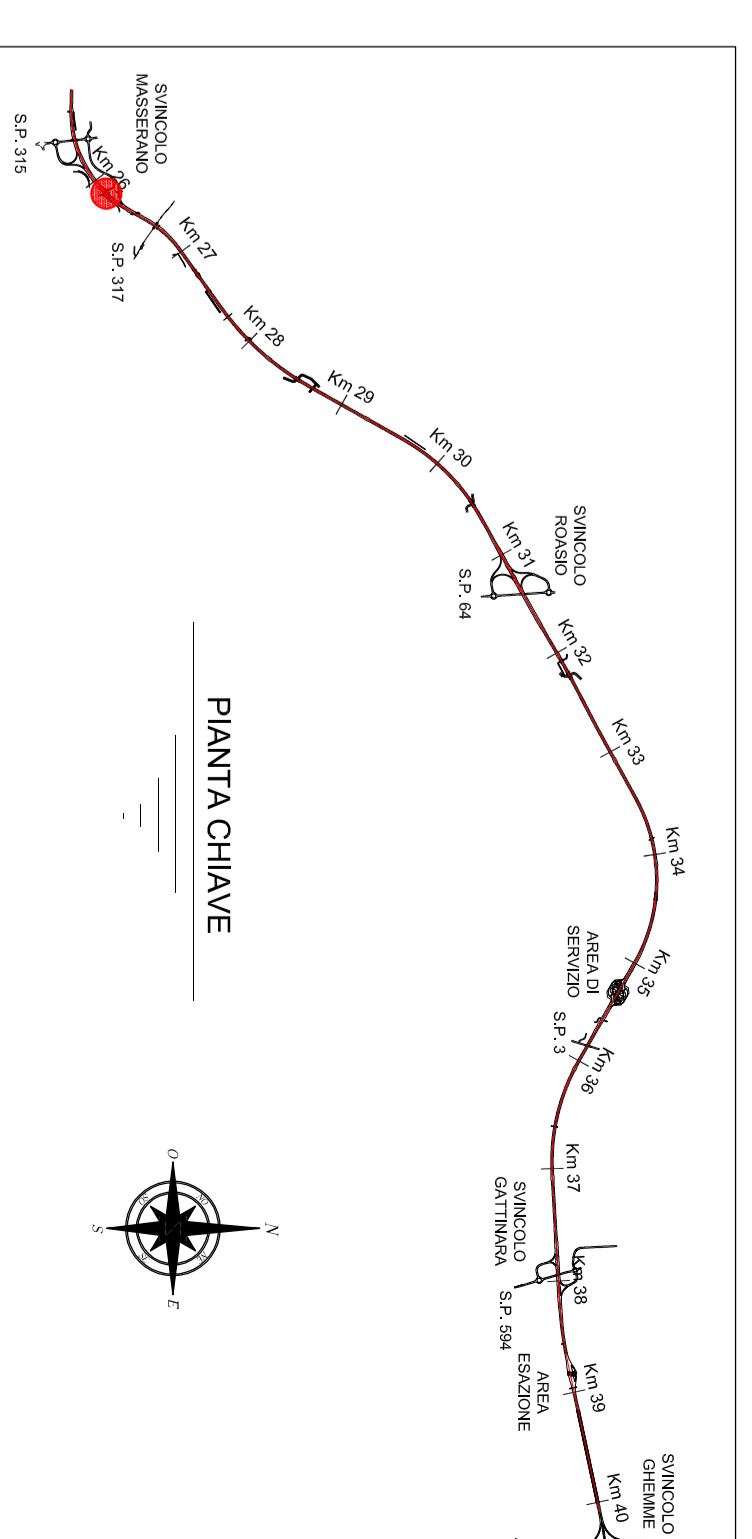 SVINCOLO
MASSERANO
S.P. 315
Km 26
S.P. 317
Km 27
Km 28
Km 29
Km 30
Km 31
SVINCOLO
ROASIO
S.P. 64
Km 32
Km 33
Km 34
Km 35
AREA DI
SERVIZIO
S.P. 3
Km 36
Km 37
SVINCOLO
GATTINARA
Km 38
S.P. 594
Km 39
AREA
ESAZIONE
Km 40
SVINCOLO
GHEMME
PIANTA CHIAVE
N
O
E
S
NO